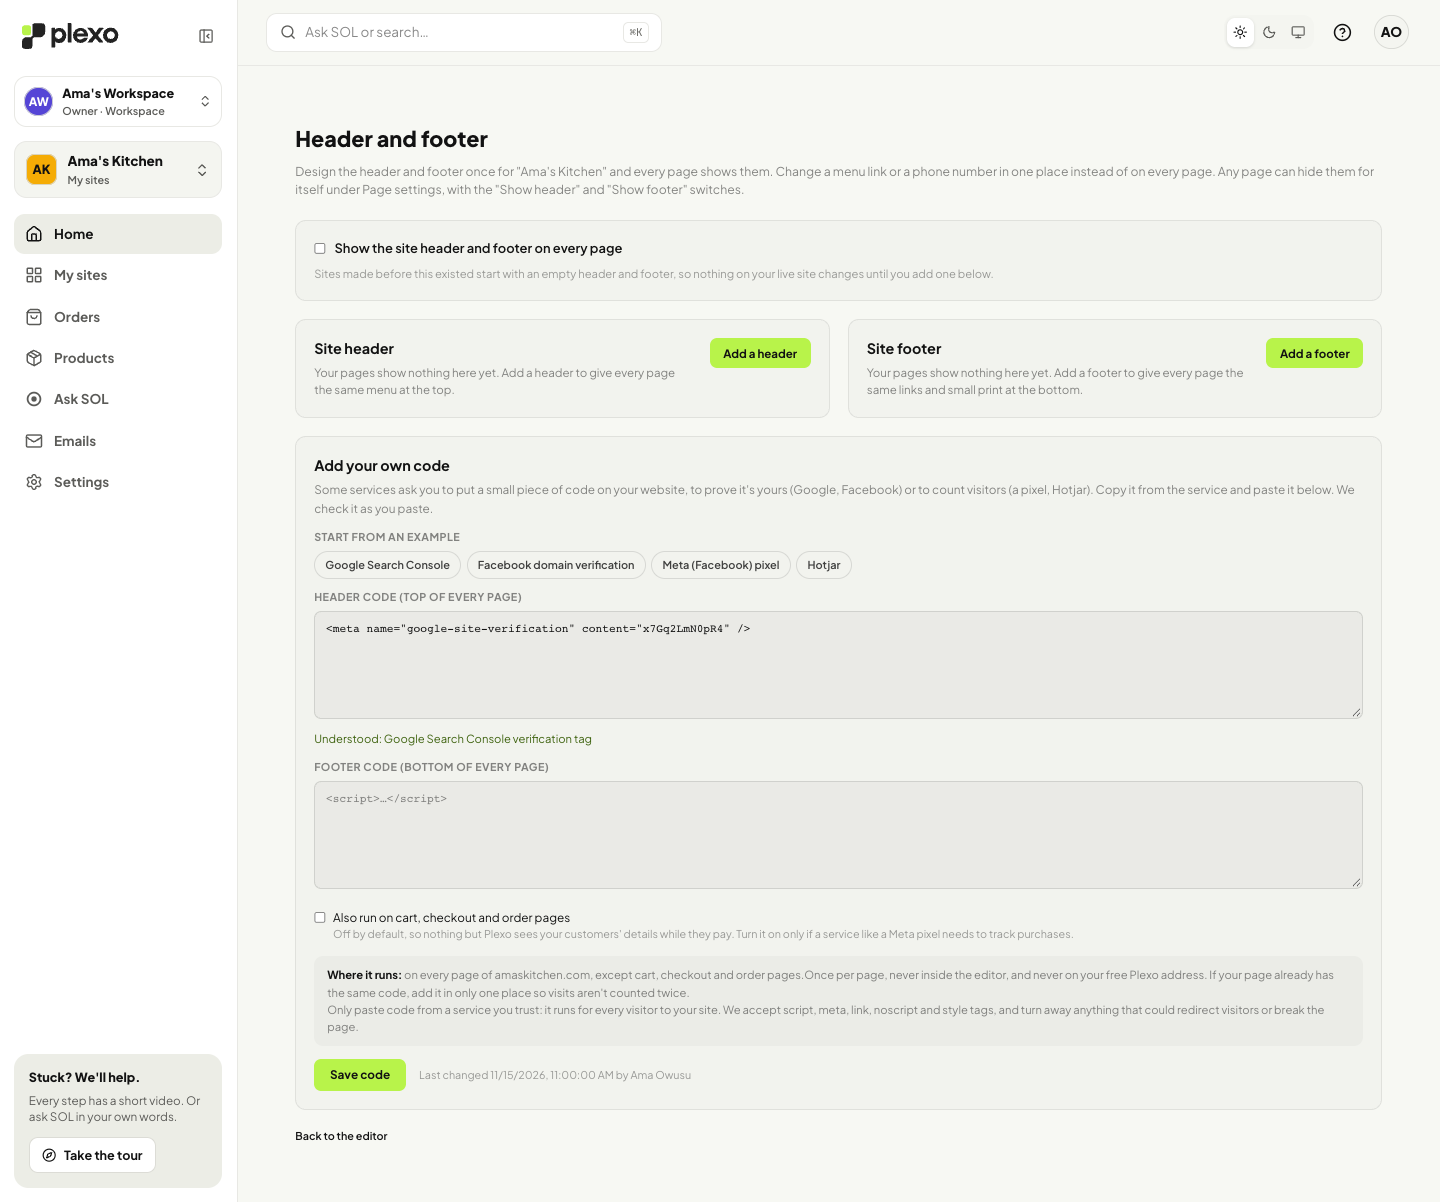 plexo
Ask SOL or search...
⌘K
AO
AW
Ama's Workspace
Owner · Workspace
AK
Ama's Kitchen
My sites
Home
My sites
Orders
Products
Ask SOL
Emails
Settings
Stuck? We'll help.
Every step has a short video. Or
ask SOL in your own words.
Take the tour
Header and footer
Design the header and footer once for "Ama's Kitchen" and every page shows them. Change a menu link or a phone number in one place instead of on every page. Any page can hide them for
itself under Page settings, with the "Show header" and "Show footer" switches.
Show the site header and footer on every page
Sites made before this existed start with an empty header and footer, so nothing on your live site changes until you add one below.
Site header
Your pages show nothing here yet. Add a header to give every page
the same menu at the top.
Add a header
Site footer
Your pages show nothing here yet. Add a footer to give every page the
same links and small print at the bottom.
Add a footer
Add your own code
Some services ask you to put a small piece of code on your website, to prove it's yours (Google, Facebook) or to count visitors (a pixel, Hotjar). Copy it from the service and paste it below. We
check it as you paste.
START FROM AN EXAMPLE
Google Search Console
Facebook domain verification
Meta (Facebook) pixel
Hotjar
HEADER CODE (TOP OF EVERY PAGE)
<meta name="google-site-verification" content="x7Gq2LmN0pR4" />
Understood: Google Search Console verification tag
FOOTER CODE (BOTTOM OF EVERY PAGE)
<script>…</script>
Also run on cart, checkout and order pages
Off by default, so nothing but Plexo sees your customers' details while they pay. Turn it on only if a service like a Meta pixel needs to track purchases.
Where it runs: on every page of amaskitchen.com, except cart, checkout and order pages.Once per page, never inside the editor, and never on your free Plexo address. If your page already has
the same code, add it in only one place so visits aren't counted twice.
Only paste code from a service you trust: it runs for every visitor to your site. We accept script, meta, link, noscript and style tags, and turn away anything that could redirect visitors or break the
page.
Save code
Last changed 11/15/2026, 11:00:00 AM by Ama Owusu
Back to the editor